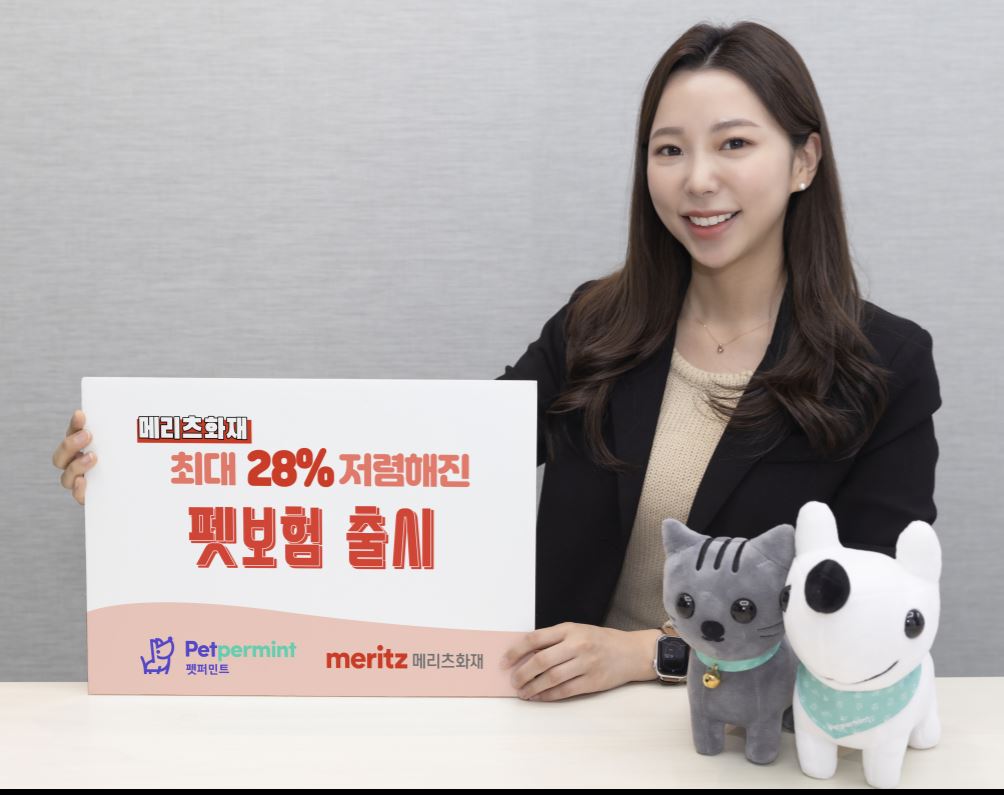 메리츠화재
최대 28% 저렴해진
펫보험 출시
Petpermint
펫퍼민트
meritz 메리츠화재
Petpermint